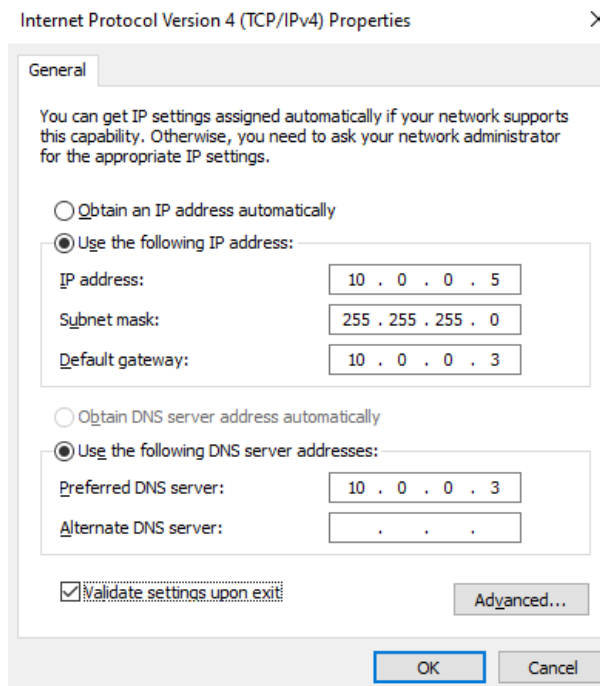 Internet Protocol Version 4 (TCP/IPv4) Properties
General
You can get IP settings assigned automatically if your network supports
this capability. Otherwise, you need to ask your network administrator
for the appropriate IP settings.
Obtain an IP address automatically
Use the following IP address:
IP address: 10 . 0 . 0 . 5
Subnet mask: 255 . 255 . 255 . 0
Default gateway: 10 . 0 . 0 . 3
Obtain DNS server address automatically
Use the following DNS server addresses:
Preferred DNS server: 10 . 0 . 0 . 3
Alternate DNS server: . . .
Validate settings upon exit
Advanced...
OK Cancel